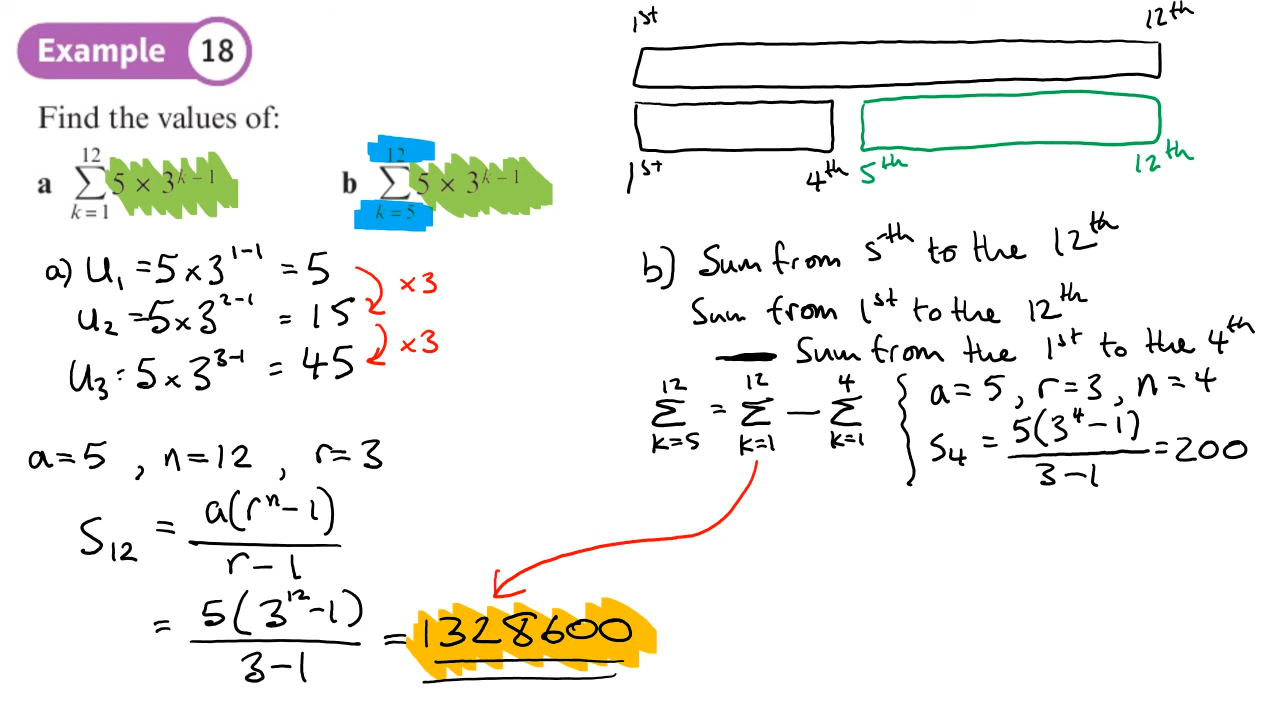 Example 18
Find the values of:
a 12 ∑ k = 1 5 × 3^(k – 1)
b 12 ∑ k = 5 5 × 3^(k – 1)
a) u₁ = 5 × 3^(1–1) = 5
× 3
u₂ = 5 × 3^(2–1) = 15
× 3
u₃ = 5 × 3^(3–1) = 45
a = 5 , n = 12 , r = 3
S₁₂ = a(rⁿ – 1) / r – 1
= 5(3¹² – 1) / 3 – 1 = 1328600
1st 12th
1st 4th 5th 12th
b) Sum from 5th to the 12th
Sum from 1st to the 12th
— Sum from the 1st to the 4th
12 ∑ k=5 = 12 ∑ k=1 – 4 ∑ k=1
a = 5 , r = 3 , n = 4
S₄ = 5(3⁴ – 1) / 3 – 1 = 200